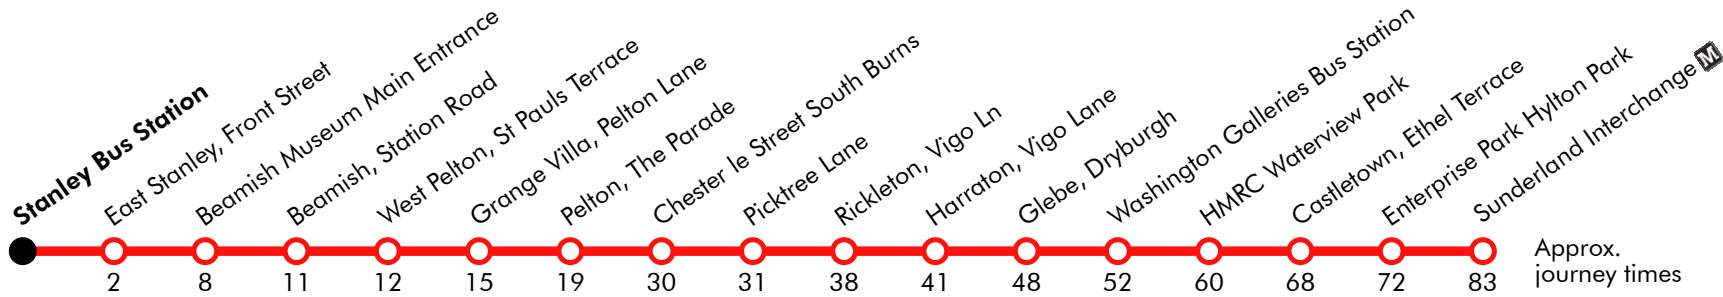 Stanley Bus Station
East Stanley, Front Street
Beamish Museum Main Entrance
Beamish, Station Road
West Pelton, St Pauls Terrace
Grange Villa, Pelton Lane
Pelton, The Parade
Chester le Street South Burns
Picktree Lane
Rickleton, Vigo Ln
Harraton, Vigo Lane
Glebe, Dryburgh
Washington Galleries Bus Station
HMRC Waterview Park
Castletown, Ethel Terrace
Enterprise Park Hylton Park
Sunderland Interchange M
2 8 11 12 15 19 30 31 38 41 48 52 60 68 72 83
Approx.
journey times